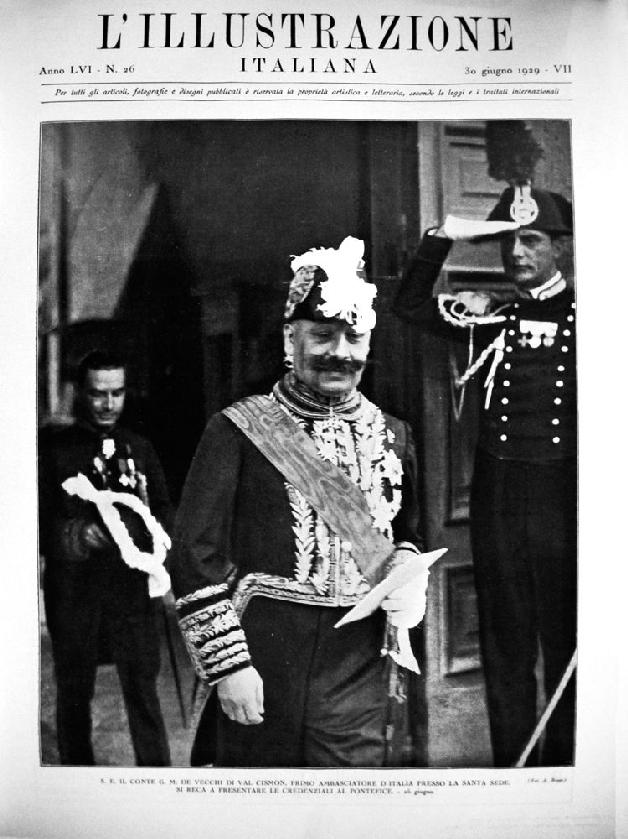 L'ILLUSTRAZIONE
Anno LVI - N. 26 ITALIANA 30 giugno 1929 - VII
Per tutti gli articoli, fotografie e disegni pubblicati è riservata la proprietà artistica e letteraria, secondo le leggi e i trattati internazionali
S. E. IL CONTE G. M. DE VECCHI DI VAL CISMON, PRIMO AMBASCIATORE D'ITALIA PRESSO LA SANTA SEDE,
SI RECA A PRESENTARE LE CREDENZIALI AL PONTEFICE. - giugno